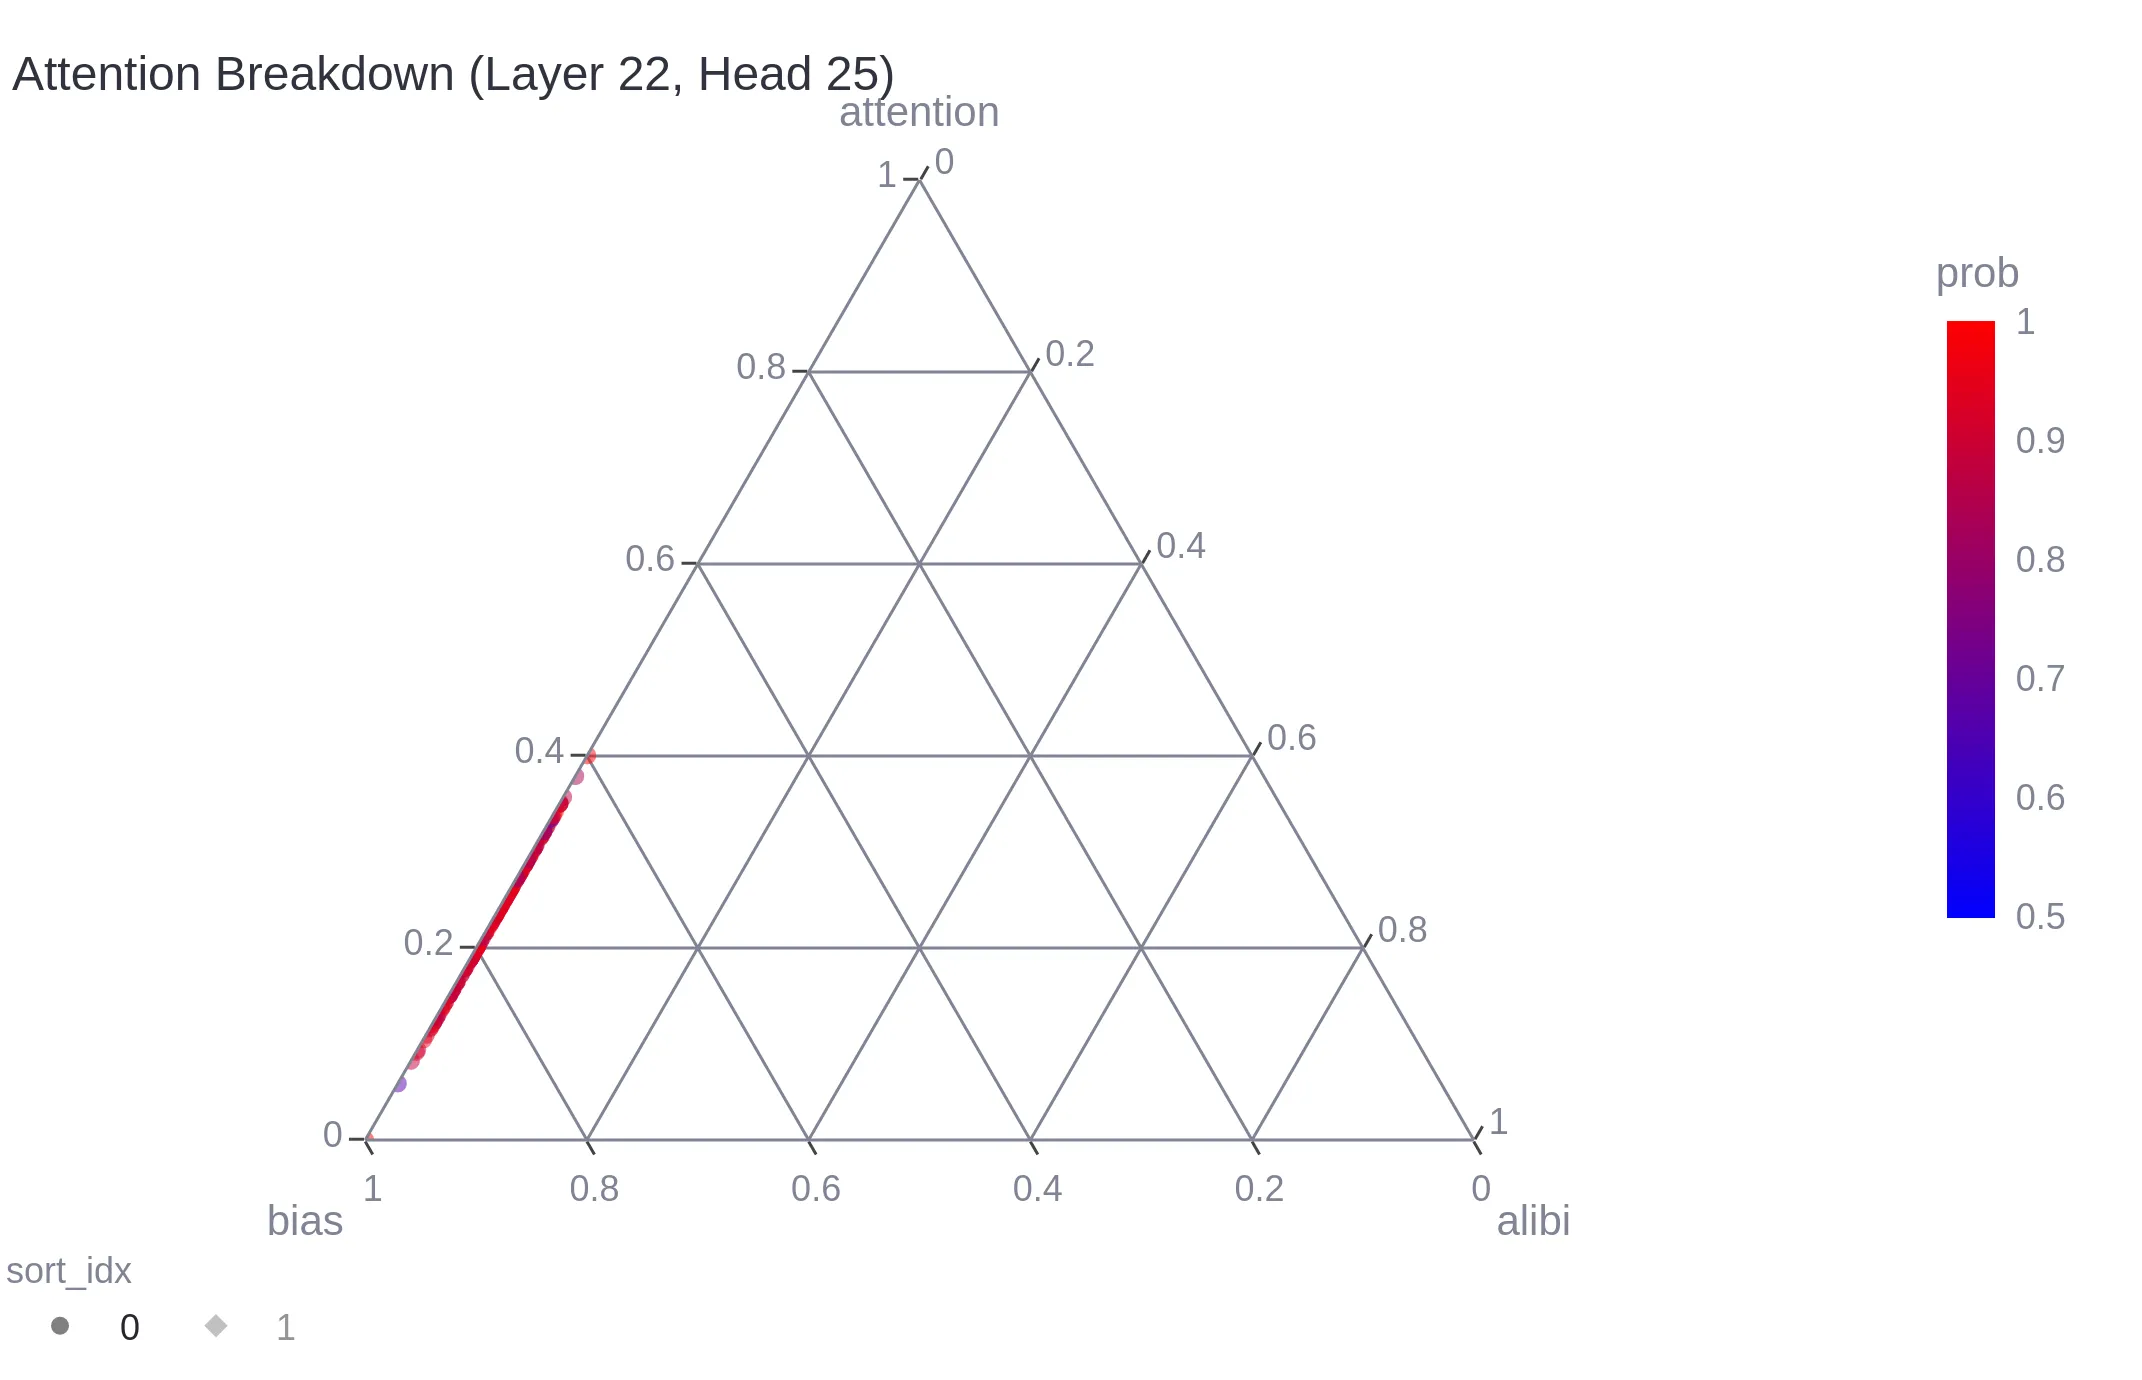 Attention Breakdown (Layer 22, Head 25)
attention
1 0
0.8 0.2
0.6 0.4
0.4 0.6
0.2 0.8
0 1
1 0.8 0.6 0.4 0.2 0
bias alibi
prob
1
0.9
0.8
0.7
0.6
0.5
sort_idx
0 1